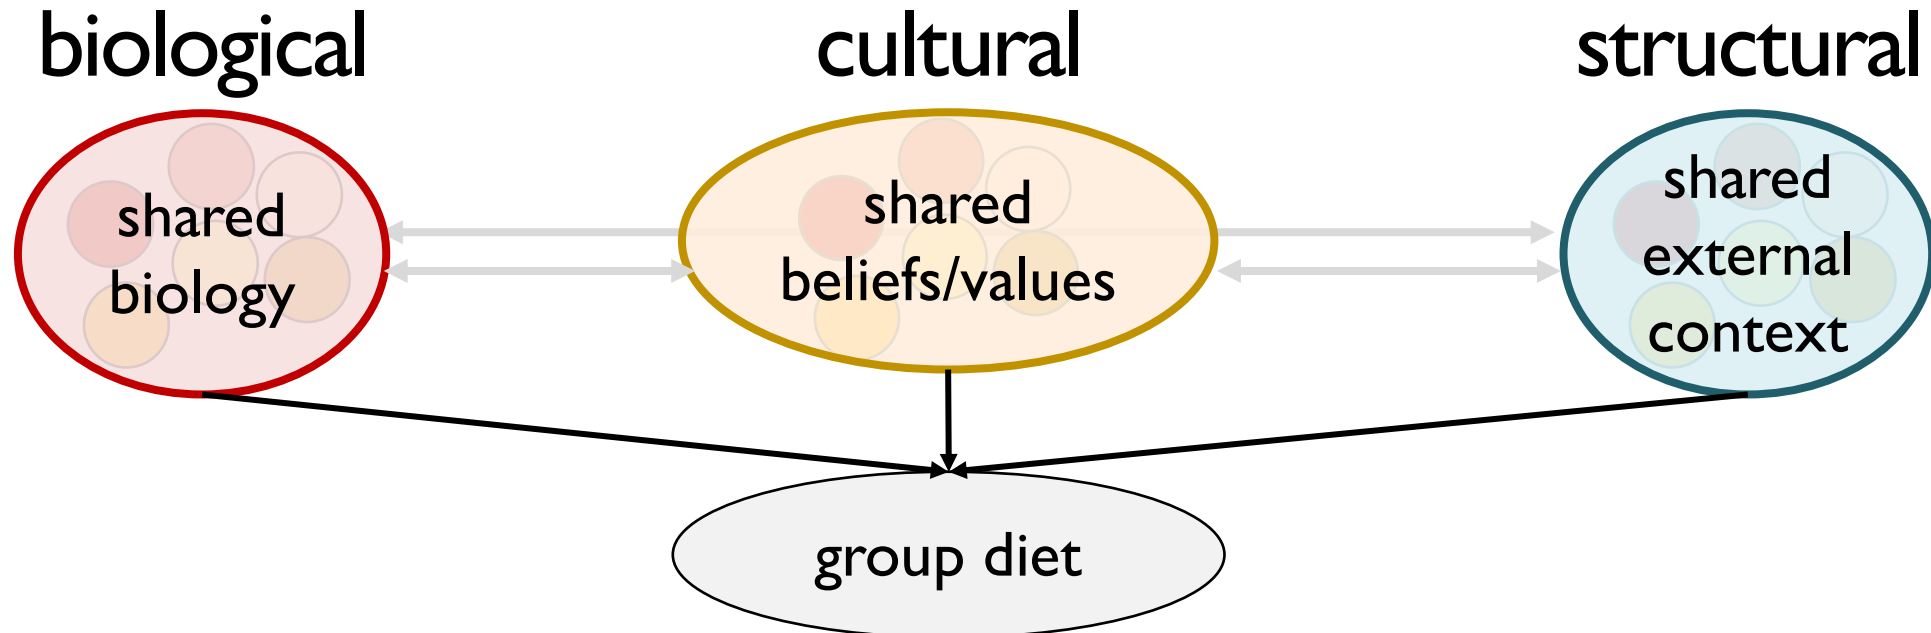 biological
cultural
structural
shared
biology
shared
beliefs/values
shared
external
context
group diet